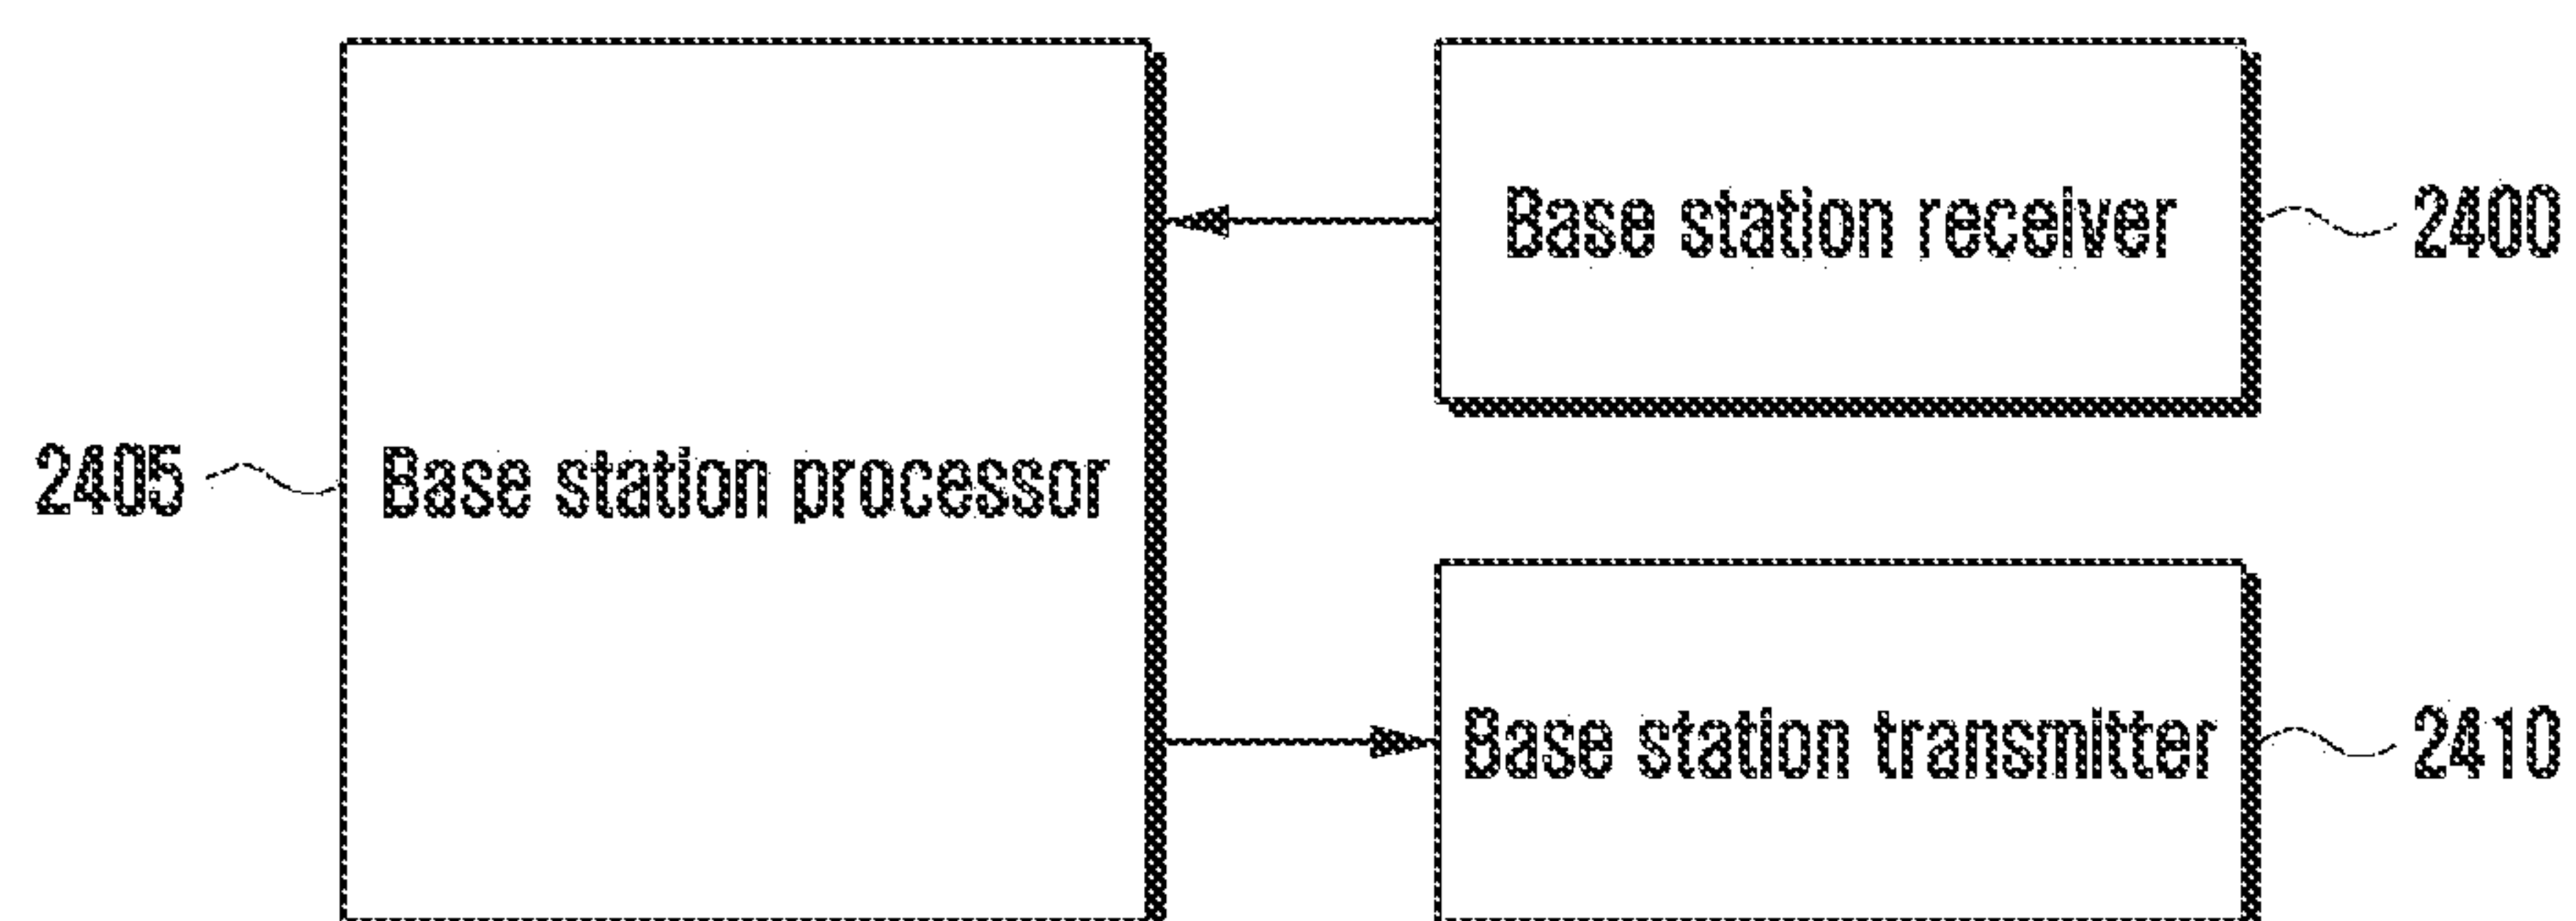 Base station receiver
2400
2405
Base station processor
Base station transmitter
2410